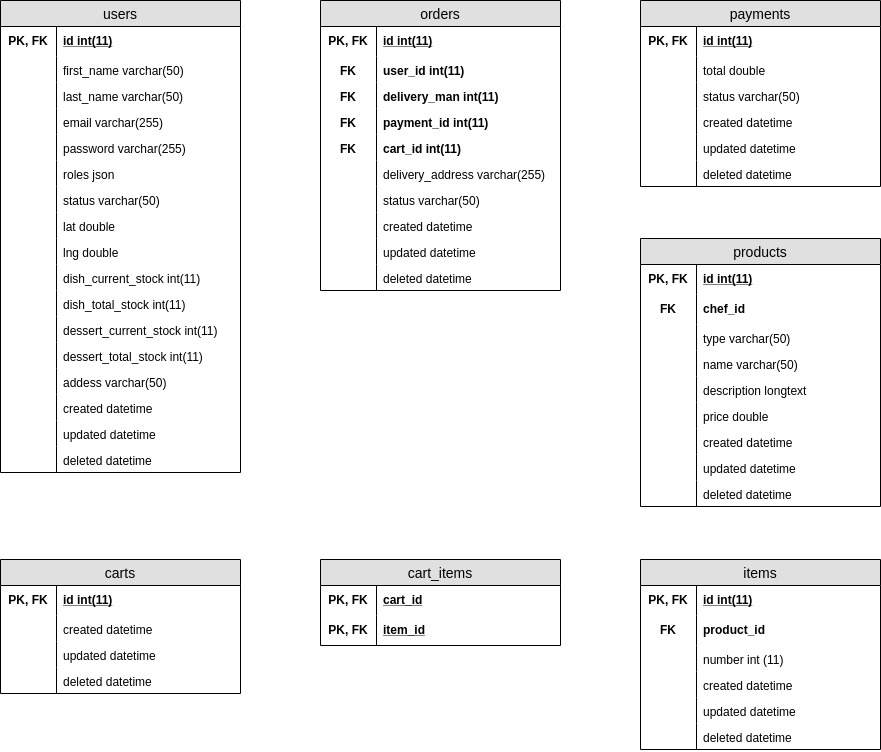 users
PK, FK id int(11)
first_name varchar(50)
last_name varchar(50)
email varchar(255)
password varchar(255)
roles json
status varchar(50)
lat double
lng double
dish_current_stock int(11)
dish_total_stock int(11)
dessert_current_stock int(11)
dessert_total_stock int(11)
addess varchar(50)
created datetime
updated datetime
deleted datetime
orders
PK, FK id int(11)
FK user_id int(11)
FK delivery_man int(11)
FK payment_id int(11)
FK cart_id int(11)
delivery_address varchar(255)
status varchar(50)
created datetime
updated datetime
deleted datetime
payments
PK, FK id int(11)
total double
status varchar(50)
created datetime
updated datetime
deleted datetime
products
PK, FK id int(11)
FK chef_id
type varchar(50)
name varchar(50)
description longtext
price double
created datetime
updated datetime
deleted datetime
carts
PK, FK id int(11)
created datetime
updated datetime
deleted datetime
cart_items
PK, FK cart_id
PK, FK item_id
items
PK, FK id int(11)
FK product_id
number int (11)
created datetime
updated datetime
deleted datetime